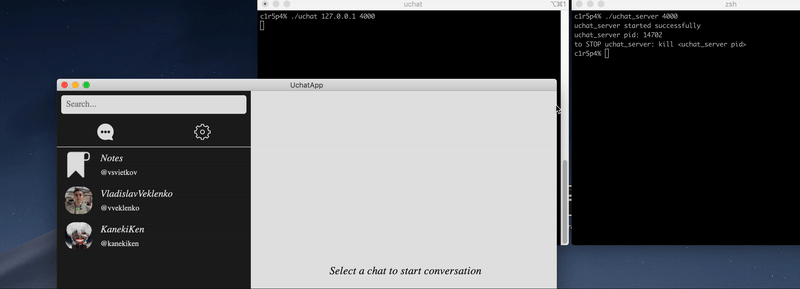 uchat
⌥⌘1
zsh
c1r5p4% ./uchat 127.0.0.1 4000
c1r5p4% ./uchat_server 4000
uchat_server started successfully
uchat_server pid: 14702
to STOP uchat_server: kill <uchat_server pid>
c1r5p4%
UchatApp
Search...
Notes
@vsvietkov
VladislavVeklenko
@vveklenko
KanekiKen
@kanekiken
Select a chat to start conversation